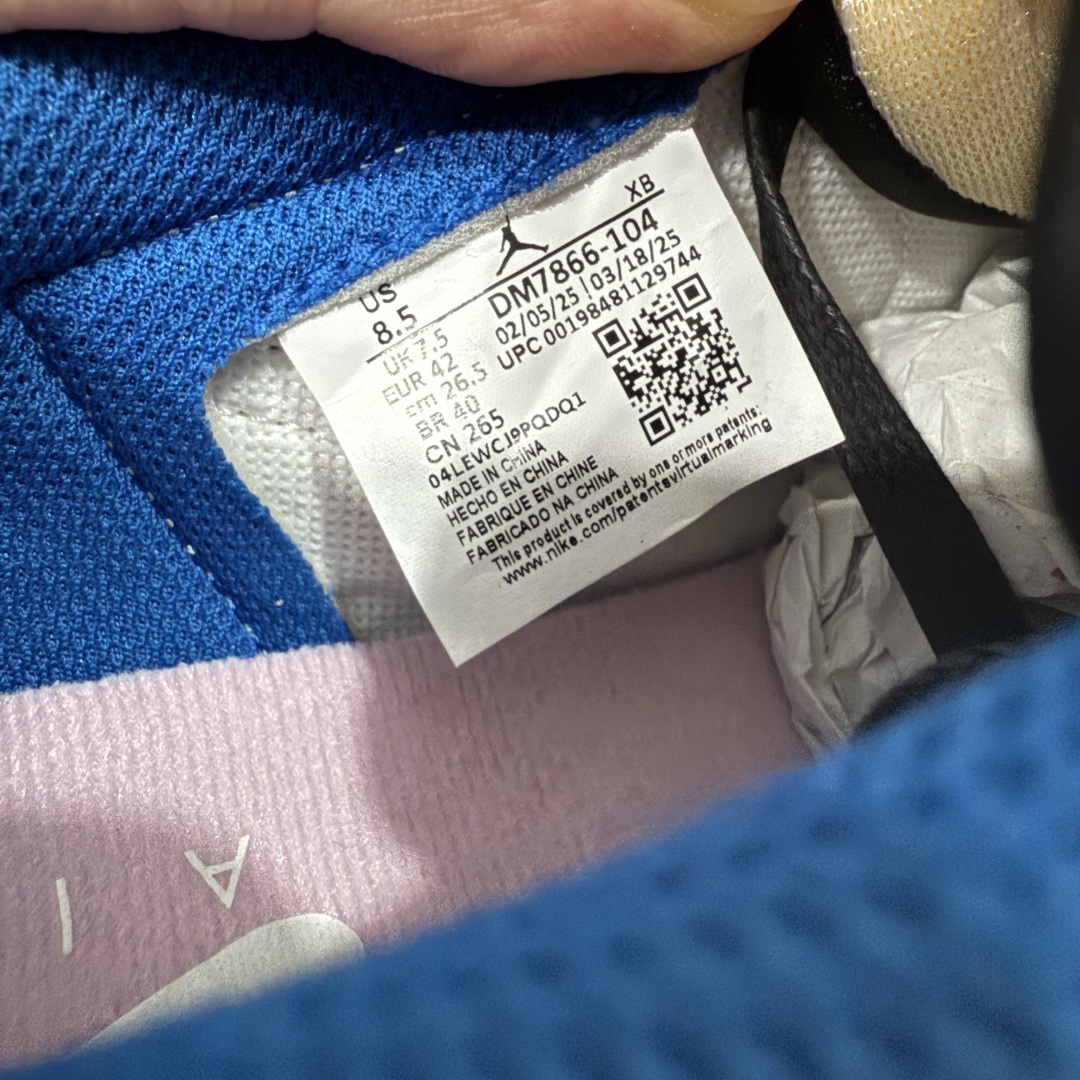 XB
US
8.5
DM7866-104
02/05/25 | 03/18/25
UPC 00198481129744
UK 7.5
EUR 42
cm 26.5
BR 40
CN 265
04LEWCJ9PQDQ1
MADE IN CHINA
HECHO EN CHINA
FABRIQUE EN CHINE
FABRICADO NA CHINA
This product is covered by one or more patents:
www.nike.com/patentsvirtualmarking
A I